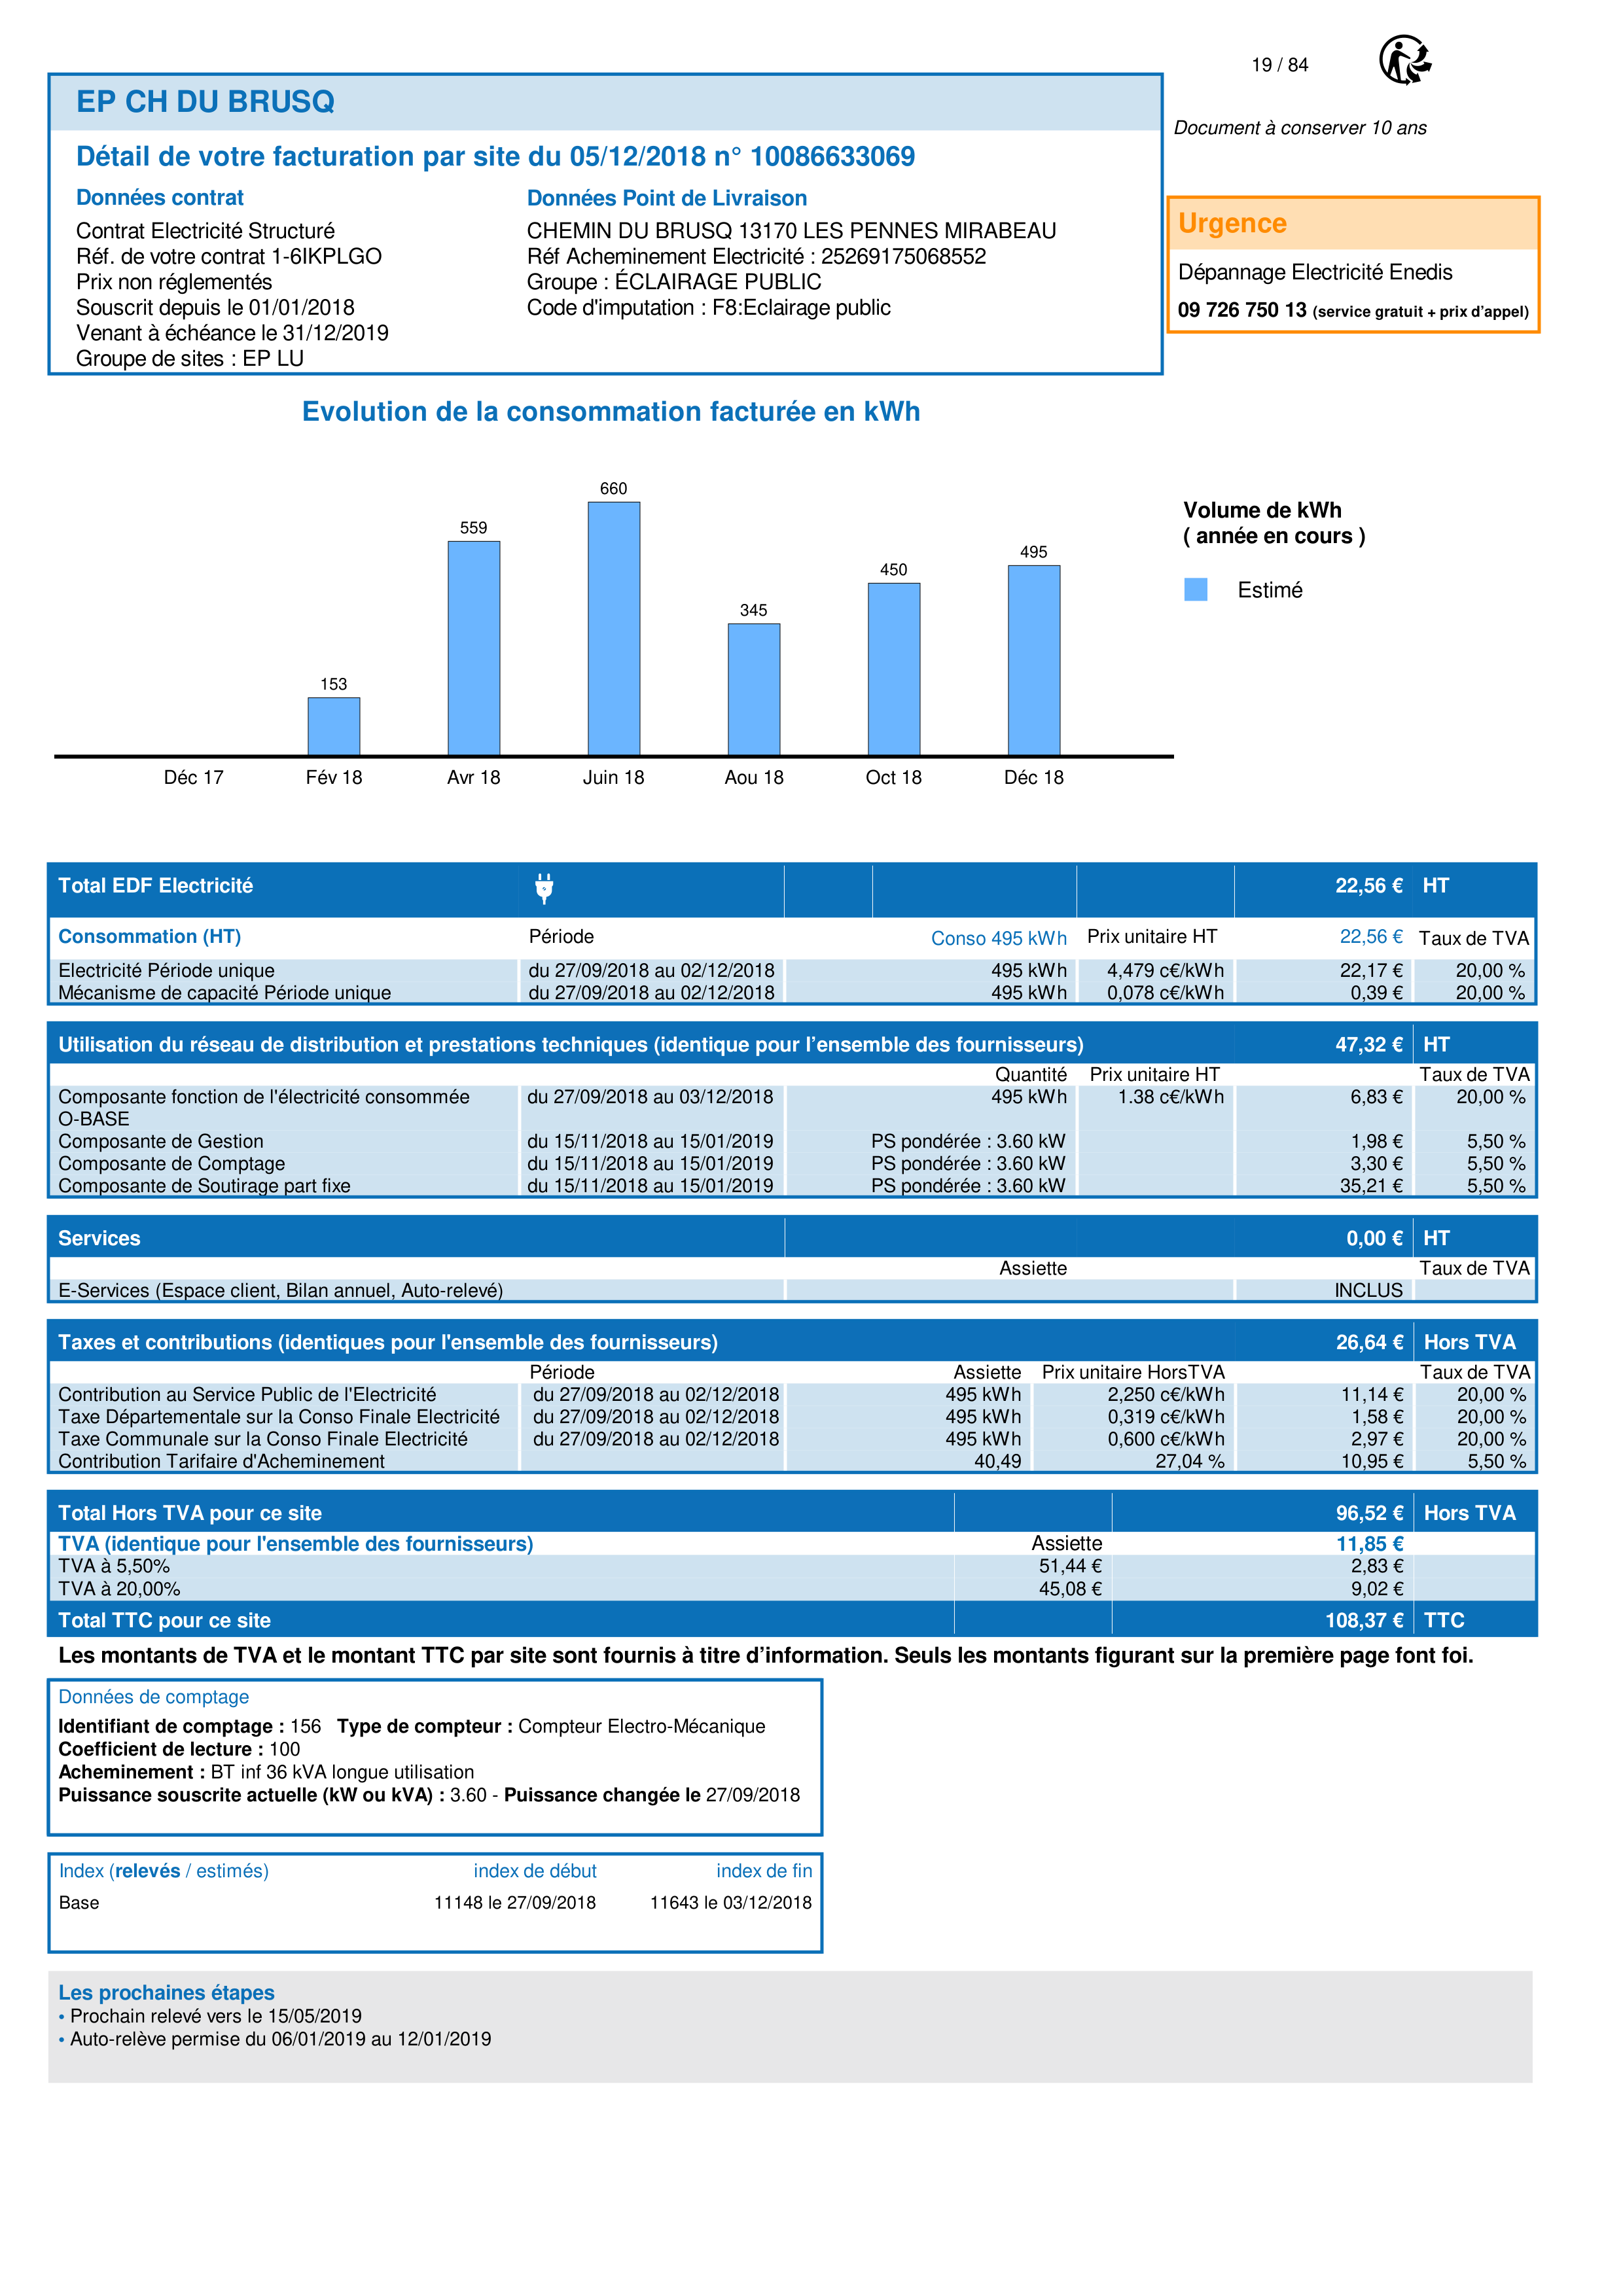 19 / 84
EP CH DU BRUSQ
Document à conserver 10 ans
Détail de votre facturation par site du 05/12/2018 n° 10086633069
Données contrat
Contrat Electricité Structuré
Réf. de votre contrat 1-6IKPLGO
Prix non réglementés
Souscrit depuis le 01/01/2018
Venant à échéance le 31/12/2019
Groupe de sites : EP LU
Données Point de Livraison
CHEMIN DU BRUSQ 13170 LES PENNES MIRABEAU
Réf Acheminement Electricité : 25269175068552
Groupe : ÉCLAIRAGE PUBLIC
Code d'imputation : F8:Eclairage public
Urgence
Dépannage Electricité Enedis
09 726 750 13 (service gratuit + prix d’appel)
Evolution de la consommation facturée en kWh
153
559
660
345
450
495
Déc 17 Fév 18 Avr 18 Juin 18 Aou 18 Oct 18 Déc 18
Volume de kWh
( année en cours )
Estimé
Total EDF Electricité 22,56 € HT
Consommation (HT) Période Conso 495 kWh Prix unitaire HT 22,56 € Taux de TVA
Electricité Période unique du 27/09/2018 au 02/12/2018 495 kWh 4,479 c€/kWh 22,17 € 20,00 %
Mécanisme de capacité Période unique du 27/09/2018 au 02/12/2018 495 kWh 0,078 c€/kWh 0,39 € 20,00 %
Utilisation du réseau de distribution et prestations techniques (identique pour l’ensemble des fournisseurs) 47,32 € HT
Quantité Prix unitaire HT Taux de TVA
Composante fonction de l'électricité consommée du 27/09/2018 au 03/12/2018 495 kWh 1.38 c€/kWh 6,83 € 20,00 %
O-BASE
Composante de Gestion du 15/11/2018 au 15/01/2019 PS pondérée : 3.60 kW 1,98 € 5,50 %
Composante de Comptage du 15/11/2018 au 15/01/2019 PS pondérée : 3.60 kW 3,30 € 5,50 %
Composante de Soutirage part fixe du 15/11/2018 au 15/01/2019 PS pondérée : 3.60 kW 35,21 € 5,50 %
Services 0,00 € HT
Assiette Taux de TVA
E-Services (Espace client, Bilan annuel, Auto-relevé) INCLUS
Taxes et contributions (identiques pour l'ensemble des fournisseurs) 26,64 € Hors TVA
Période Assiette Prix unitaire HorsTVA Taux de TVA
Contribution au Service Public de l'Electricité du 27/09/2018 au 02/12/2018 495 kWh 2,250 c€/kWh 11,14 € 20,00 %
Taxe Départementale sur la Conso Finale Electricité du 27/09/2018 au 02/12/2018 495 kWh 0,319 c€/kWh 1,58 € 20,00 %
Taxe Communale sur la Conso Finale Electricité du 27/09/2018 au 02/12/2018 495 kWh 0,600 c€/kWh 2,97 € 20,00 %
Contribution Tarifaire d'Acheminement 40,49 27,04 % 10,95 € 5,50 %
Total Hors TVA pour ce site 96,52 € Hors TVA
TVA (identique pour l'ensemble des fournisseurs) Assiette 11,85 €
TVA à 5,50% 51,44 € 2,83 €
TVA à 20,00% 45,08 € 9,02 €
Total TTC pour ce site 108,37 € TTC
Les montants de TVA et le montant TTC par site sont fournis à titre d’information. Seuls les montants figurant sur la première page font foi.
Données de comptage
Identifiant de comptage : 156 Type de compteur : Compteur Electro-Mécanique
Coefficient de lecture : 100
Acheminement : BT inf 36 kVA longue utilisation
Puissance souscrite actuelle (kW ou kVA) : 3.60 - Puissance changée le 27/09/2018
Index (relevés / estimés) index de début index de fin
Base 11148 le 27/09/2018 11643 le 03/12/2018
Les prochaines étapes
• Prochain relevé vers le 15/05/2019
• Auto-relève permise du 06/01/2019 au 12/01/2019